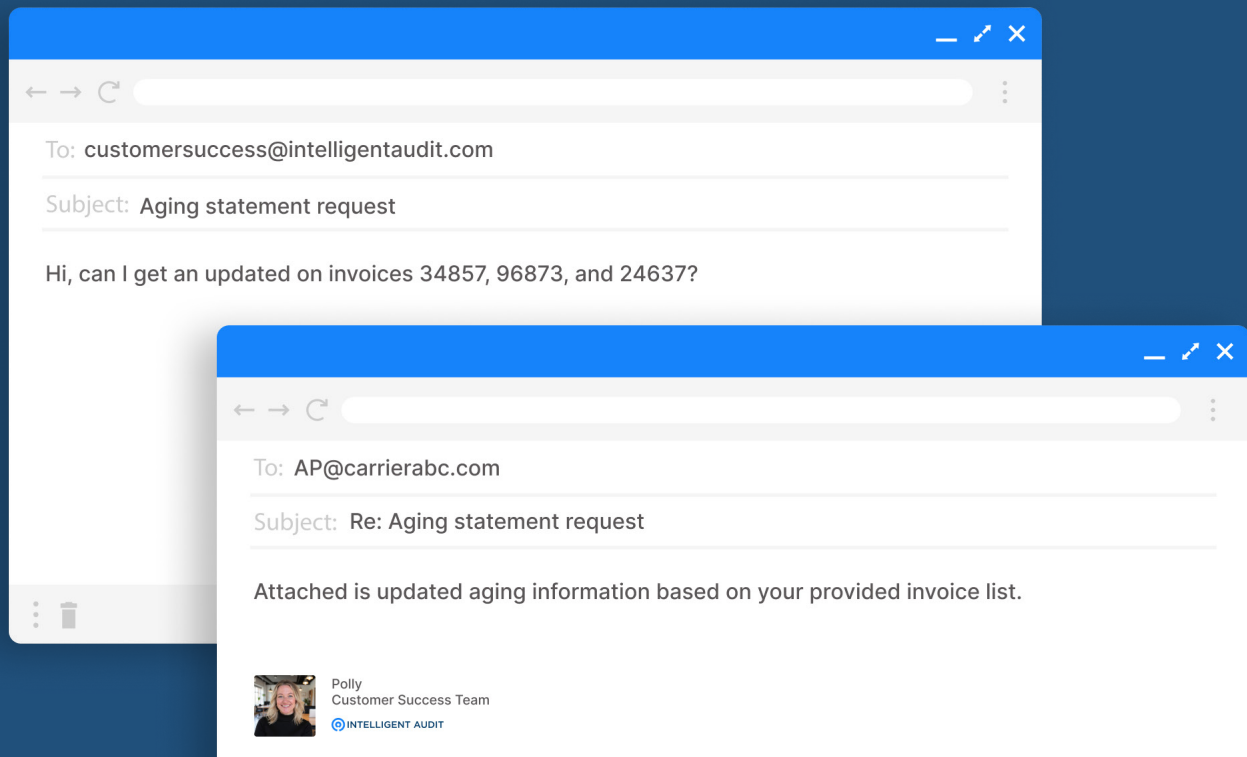 To: customersuccess@intelligentaudit.com
Subject: Aging statement request
Hi, can I get an updated on invoices 34857, 96873, and 24637?
To: AP@carrierabc.com
Subject: Re: Aging statement request
Attached is updated aging information based on your provided invoice list.
Polly
Customer Success Team
INTELLIGENT AUDIT